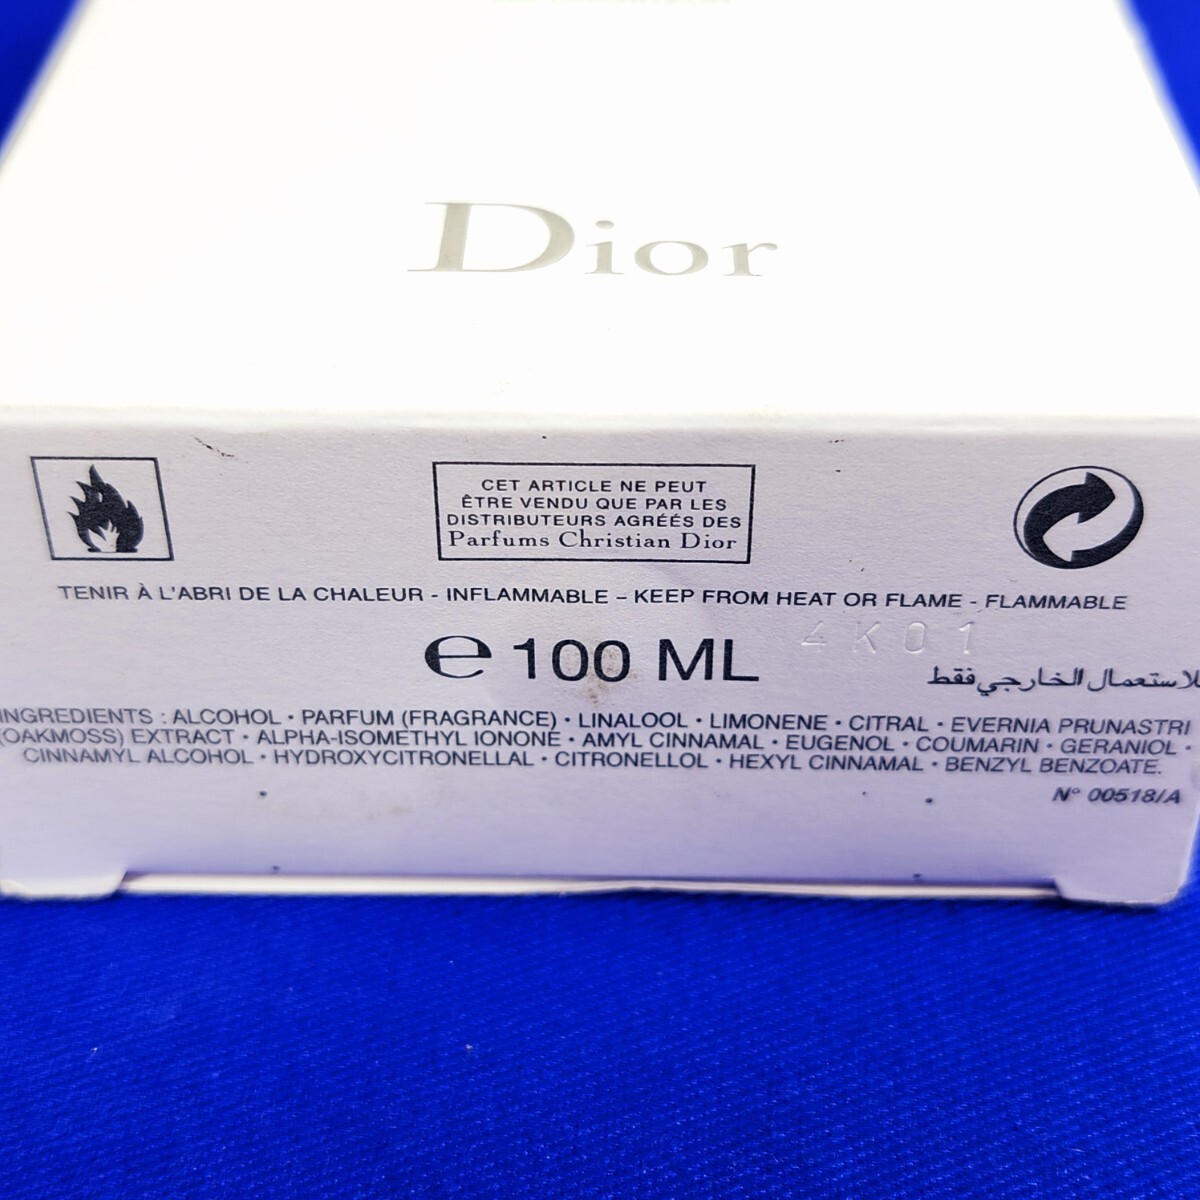 Dior
CET ARTICLE NE PEUT
ÊTRE VENDU QUE PAR LES
DISTRIBUTEURS AGRÉÉS DES
Parfums Christian Dior
TENIR À L'ABRI DE LA CHALEUR - INFLAMMABLE – KEEP FROM HEAT OR FLAME - FLAMMABLE
4K01
℮ 100 ML
للاستعمال الخارجي فقط
INGREDIENTS : ALCOHOL · PARFUM (FRAGRANCE) · LINALOOL · LIMONENE · CITRAL · EVERNIA PRUNASTRI
(OAKMOSS) EXTRACT · ALPHA-ISOMETHYL IONONE · AMYL CINNAMAL · EUGENOL · COUMARIN · GERANIOL ·
CINNAMYL ALCOHOL · HYDROXYCITRONELLAL · CITRONELLOL · HEXYL CINNAMAL · BENZYL BENZOATE.
N° 00518/A